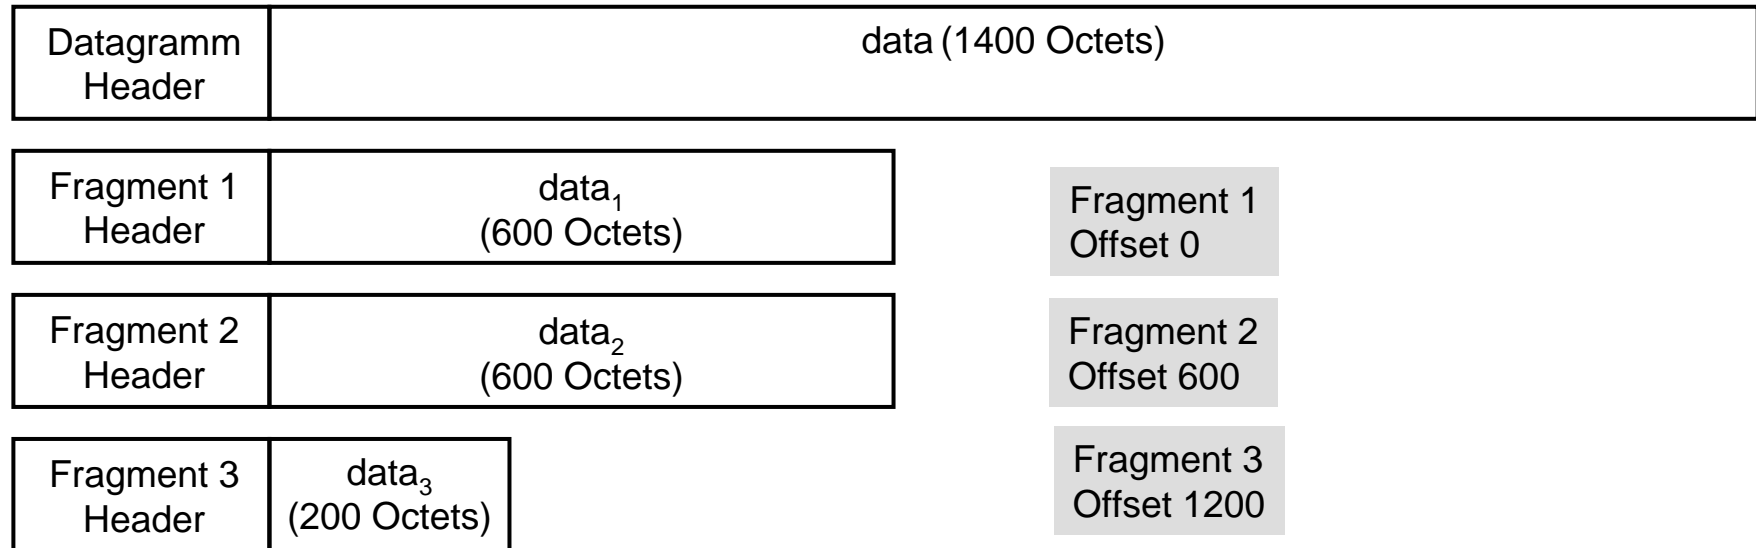 Datagramm
Header
data (1400 Octets)
Fragment 1
Header
data₁
(600 Octets)
Fragment 1
Offset 0
Fragment 2
Header
data₂
(600 Octets)
Fragment 2
Offset 600
Fragment 3
Header
data₃
(200 Octets)
Fragment 3
Offset 1200